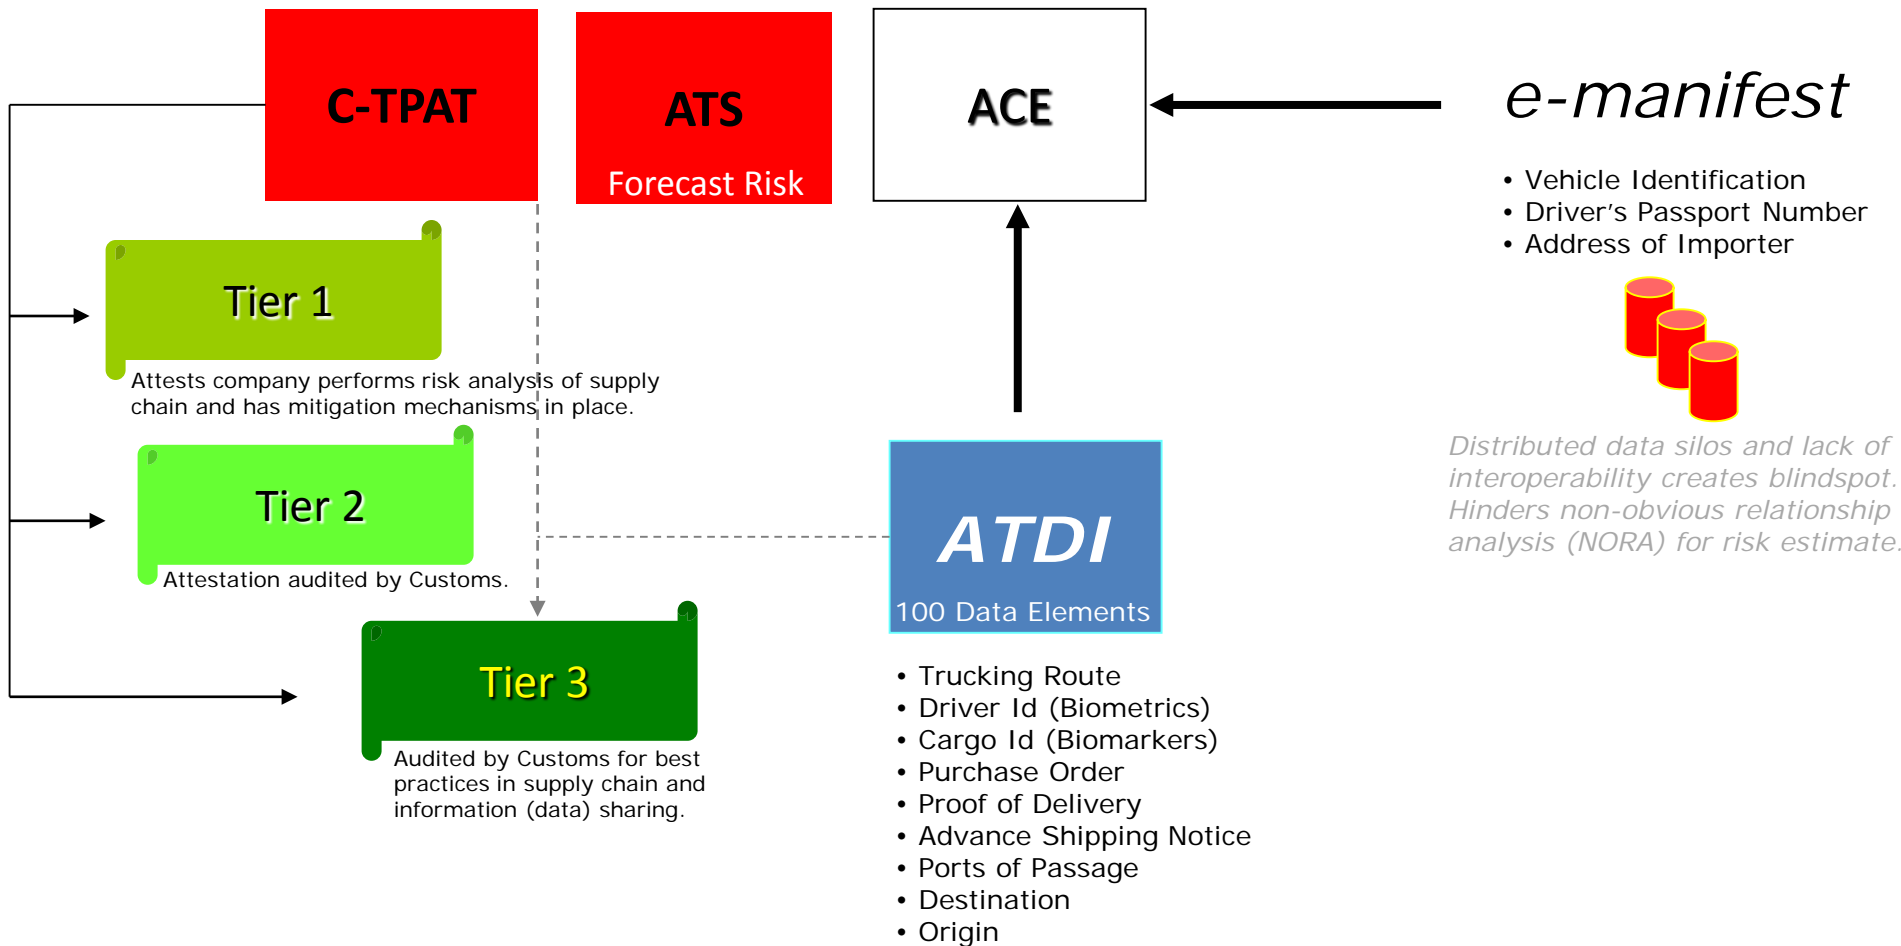 C-TPAT
ATS
Forecast Risk
ACE
e-manifest
• Vehicle Identification
• Driver's Passport Number
• Address of Importer
Distributed data silos and lack of
interoperability creates blindspot.
Hinders non-obvious relationship
analysis (NORA) for risk estimate.
Tier 1
Attests company performs risk analysis of supply
chain and has mitigation mechanisms in place.
Tier 2
Attestation audited by Customs.
Tier 3
Audited by Customs for best
practices in supply chain and
information (data) sharing.
ATDI
100 Data Elements
• Trucking Route
• Driver Id (Biometrics)
• Cargo Id (Biomarkers)
• Purchase Order
• Proof of Delivery
• Advance Shipping Notice
• Ports of Passage
• Destination
• Origin